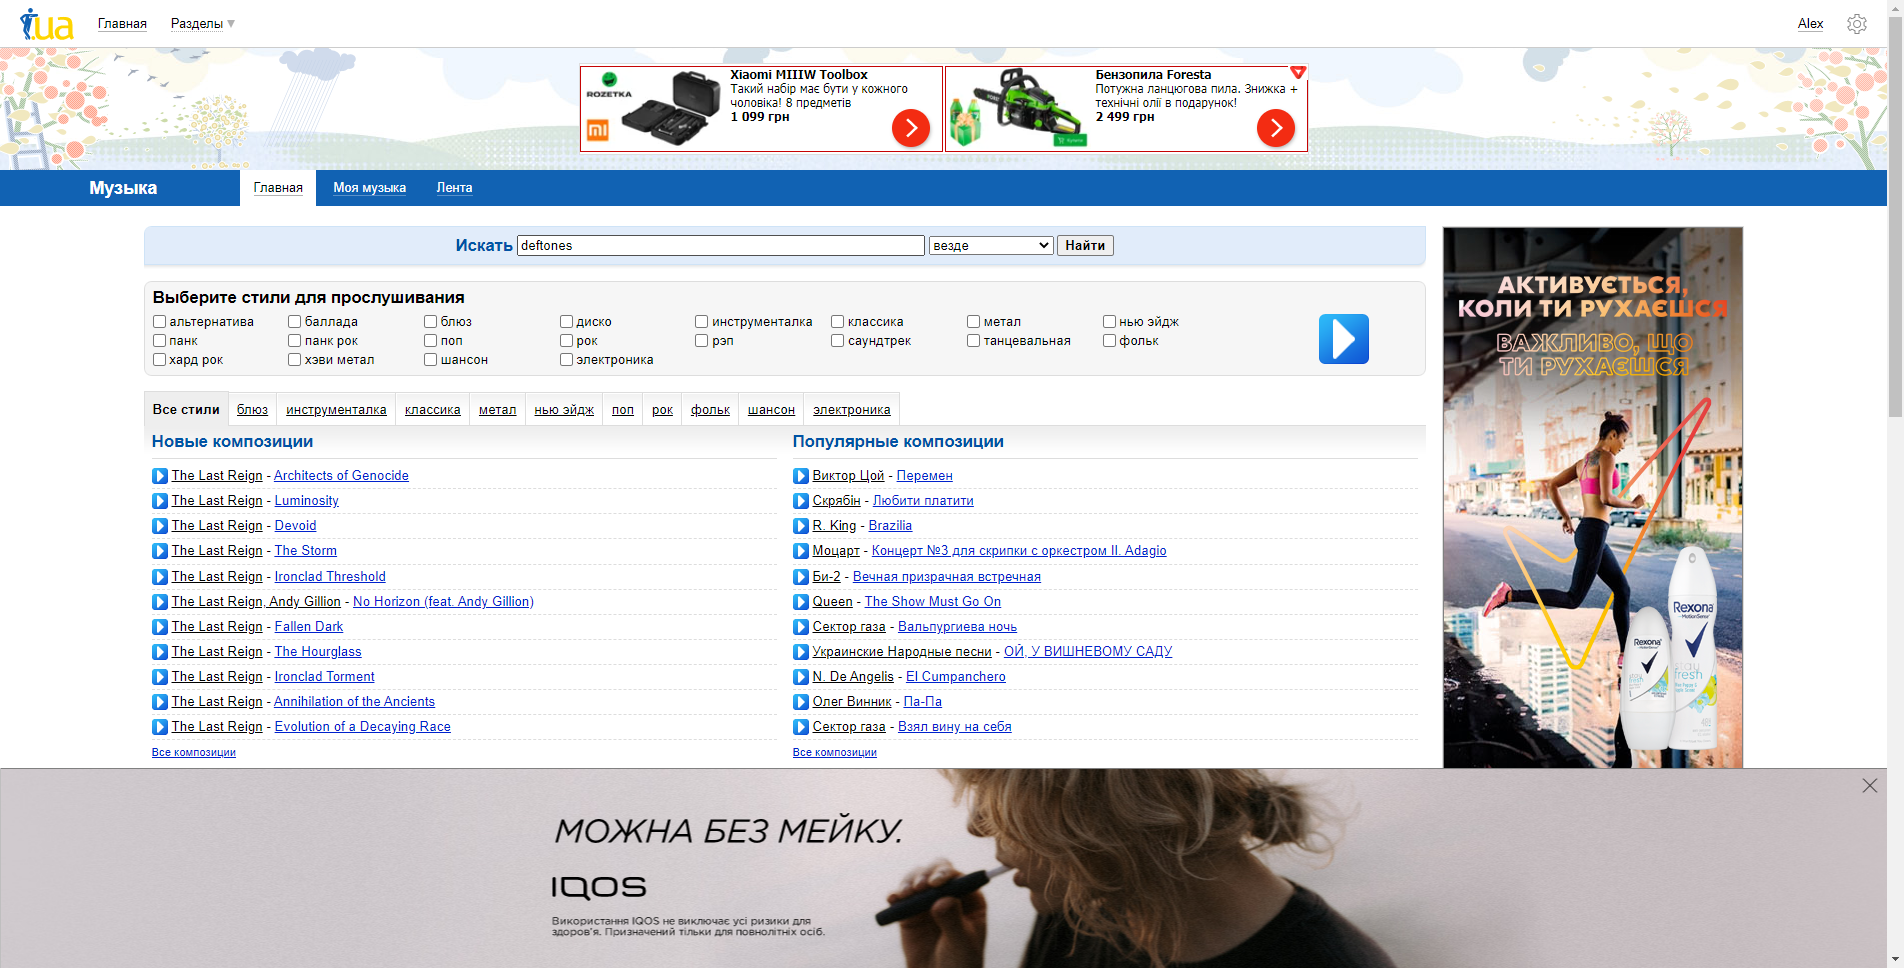 i.ua Главная Разделы Alex
Xiaomi MIIIW Toolbox
Такий набір має бути у кожного
чоловіка! 8 предметів
1 099 грн
ROZETKA
Бензопила Foresta
Потужна ланцюгова пила. Знижка +
технічні олії в подарунок!
2 499 грн
Музыка Главная Моя музыка Лента
Искать deftones везде Найти
Выберите стили для прослушивания
альтернатива баллада блюз диско инструменталка классика метал нью эйдж
панк панк рок поп рок рэп саундтрек танцевальная фольк
хард рок хэви метал шансон электроника
Все стили блюз инструменталка классика метал нью эйдж поп рок фольк шансон электроника
Новые композиции
The Last Reign - Architects of Genocide
The Last Reign - Luminosity
The Last Reign - Devoid
The Last Reign - The Storm
The Last Reign - Ironclad Threshold
The Last Reign, Andy Gillion - No Horizon (feat. Andy Gillion)
The Last Reign - Fallen Dark
The Last Reign - The Hourglass
The Last Reign - Ironclad Torment
The Last Reign - Annihilation of the Ancients
The Last Reign - Evolution of a Decaying Race
Все композиции
Популярные композиции
Виктор Цой - Перемен
Скрябін - Любити платити
R. King - Brazilia
Моцарт - Концерт №3 для скрипки с оркестром II. Adagio
Би-2 - Вечная призрачная встречная
Queen - The Show Must Go On
Сектор газа - Вальпургиева ночь
Украинские Народные песни - ОЙ, У ВИШНЕВОМУ САДУ
N. De Angelis - El Cumpanchero
Олег Винник - Па-Па
Сектор газа - Взял вину на себя
Все композиции
АКТИВУЄТЬСЯ,
КОЛИ ТИ РУХАЄШСЯ
ВАЖЛИВО, ЩО
ТИ РУХАЄШСЯ
Rexona
MotionSense
stay
fresh
Rexona
stay
fresh
МОЖНА БЕЗ МЕЙКУ.
IQOS
Використання IQOS не виключає усі ризики для
здоров'я. Призначений тільки для повнолітніх осіб.